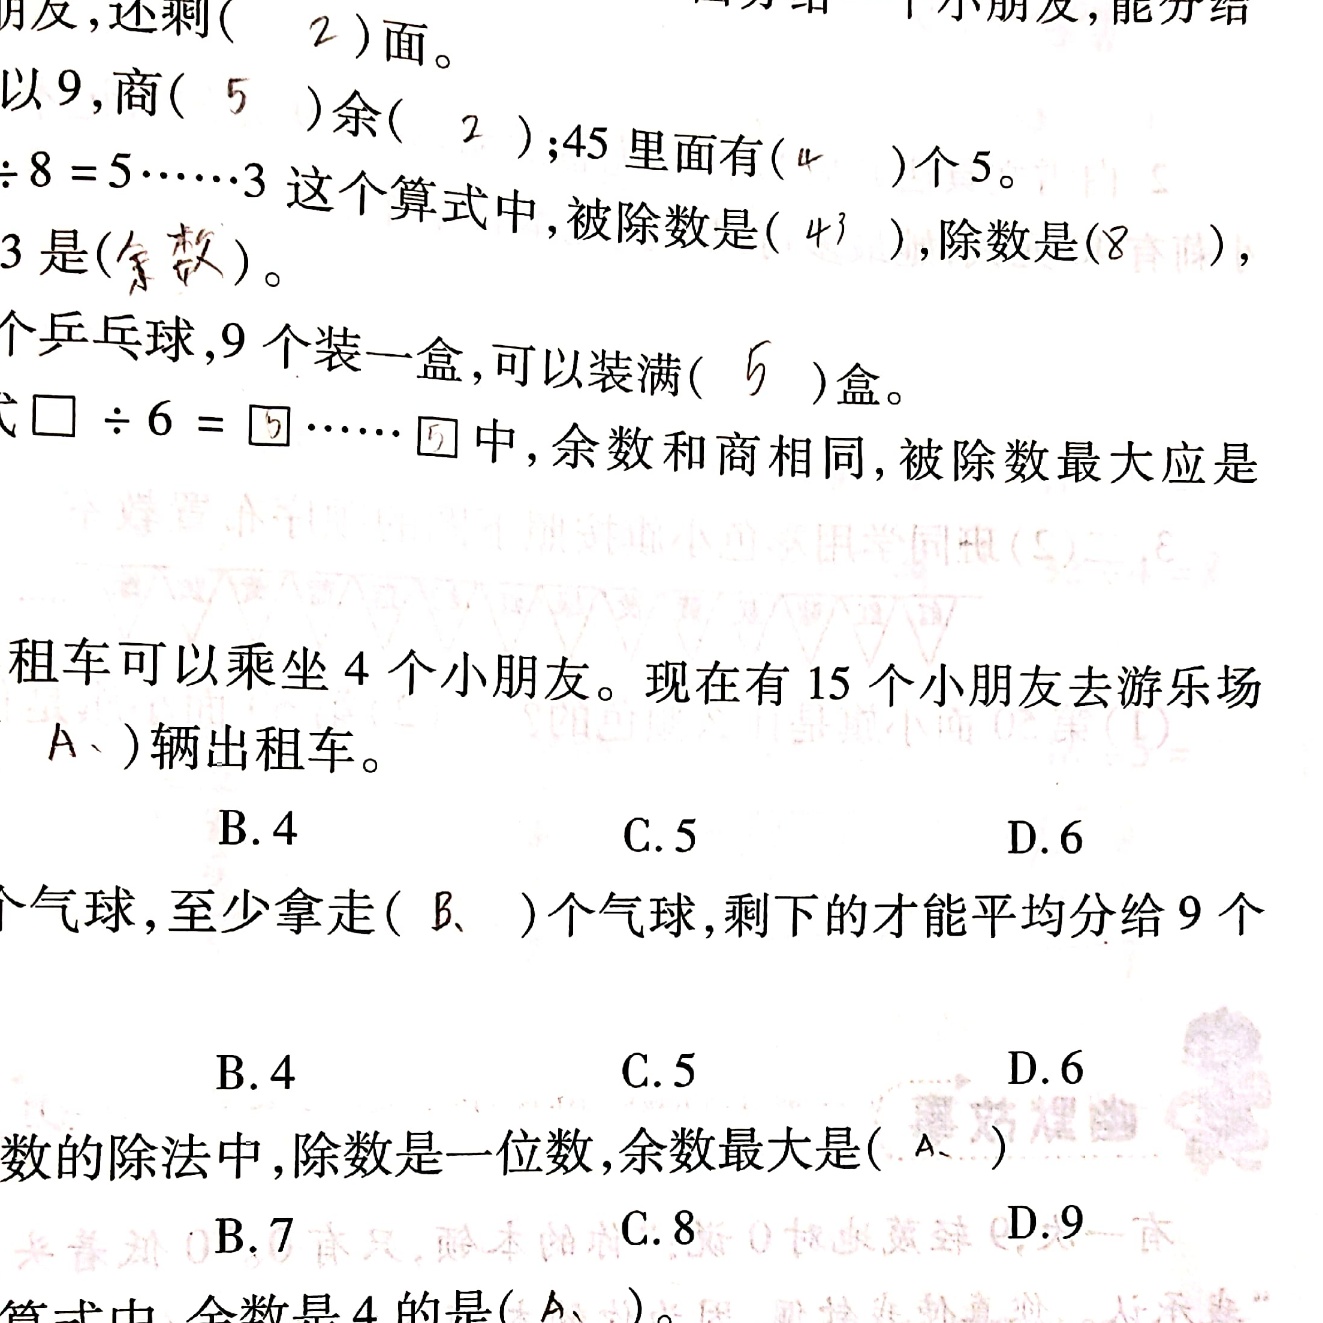 朋友,还剩( 2 )面。 个小朋友,能分给
以9,商( 5 )余( 2 );45里面有(4 )个5。
÷8=5……3这个算式中,被除数是( 43 ),除数是(8 ),
3是(余数)。
个乒乓球,9个装一盒,可以装满( 5 )盒。
式□÷6=5……5中,余数和商相同,被除数最大应是
租车可以乘坐4个小朋友。现在有15个小朋友去游乐场
A、)辆出租车。
B.4 C.5 D.6
个气球,至少拿走( B、 )个气球,剩下的才能平均分给9个
B.4 C.5 D.6
数的除法中,除数是一位数,余数最大是( A、 )
B.7 C.8 D.9
算式中,余数是4的是( A、 )。